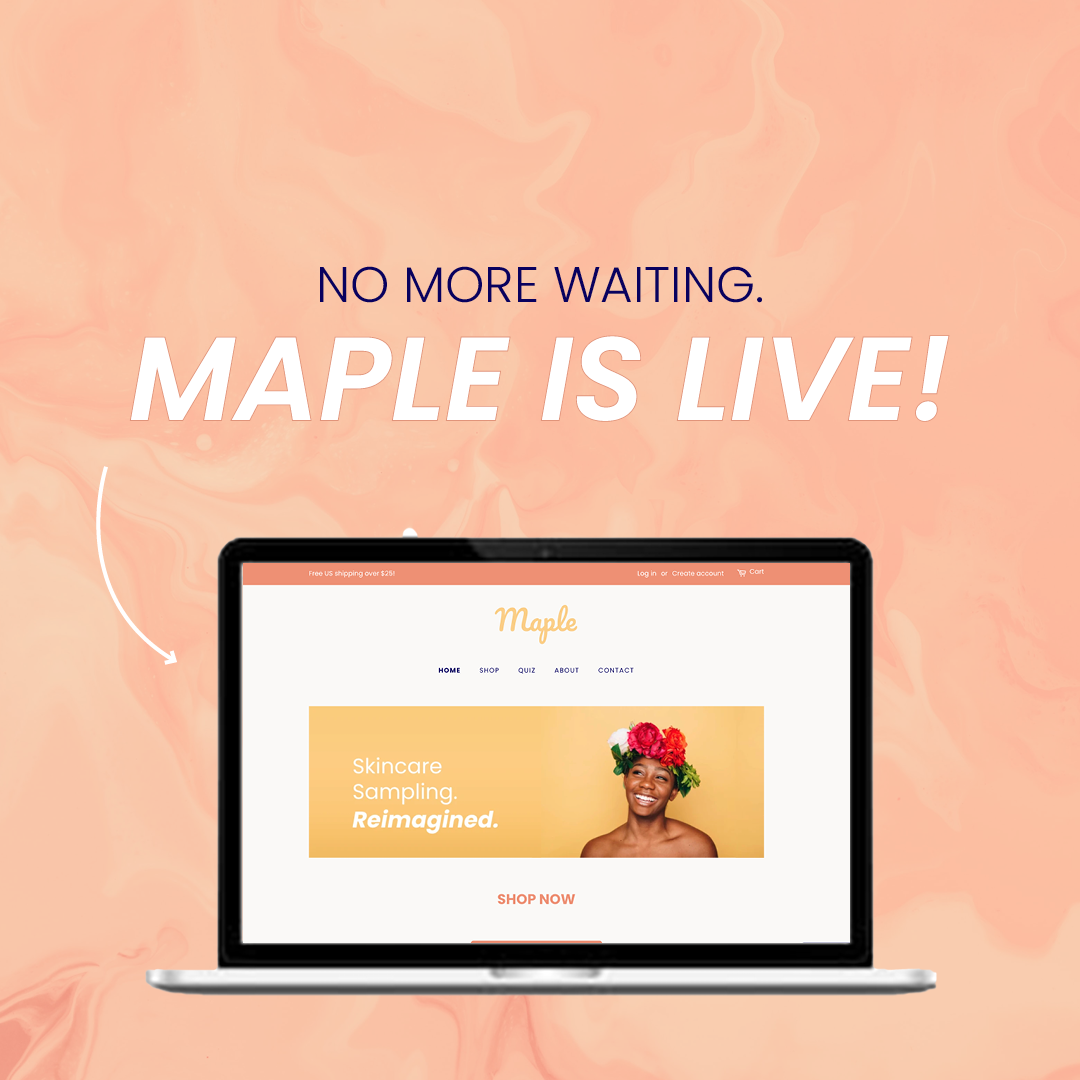 NO MORE WAITING.
MAPLE IS LIVE!
Free US shipping over $25!
Log in or Create account Cart
Maple
HOME SHOP QUIZ ABOUT CONTACT
Skincare
Sampling.
Reimagined.
SHOP NOW